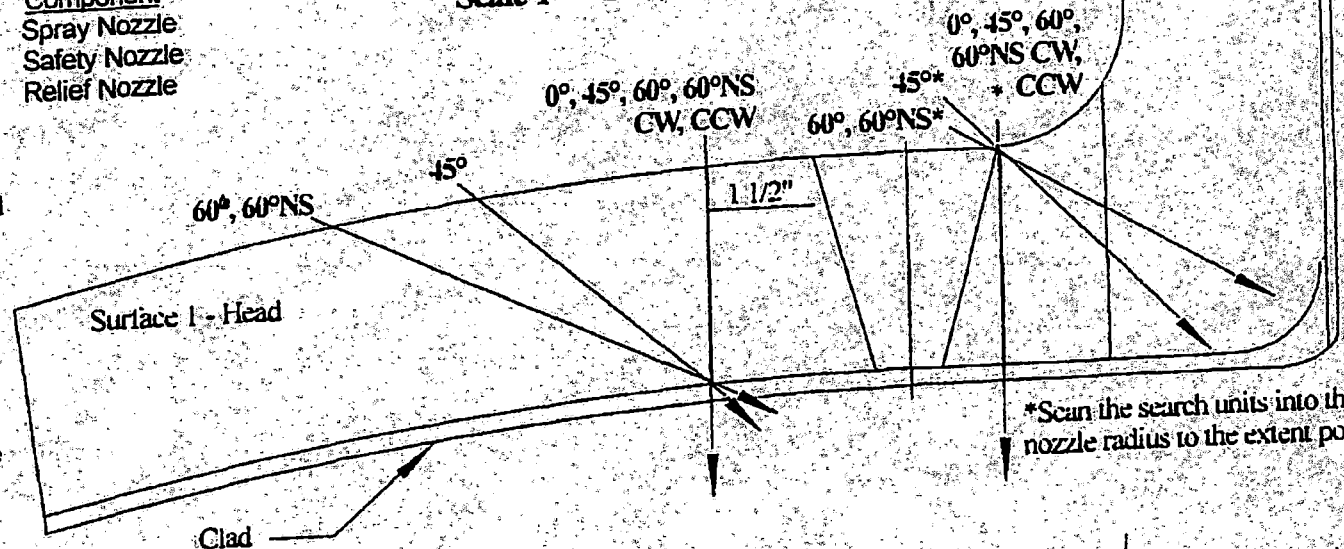 Component
Spray Nozzle
Safety Nozzle
Relief Nozzle
Scale 1"
0°, 45°, 60°,
60°NS CW,
* CCW
0°, 45°, 60°, 60°NS
CW, CCW
45°*
60°, 60°NS*
45°
60°, 60°NS
1 1/2"
Surface 1 - Head
*Scan the search units into th
nozzle radius to the extent po
Clad